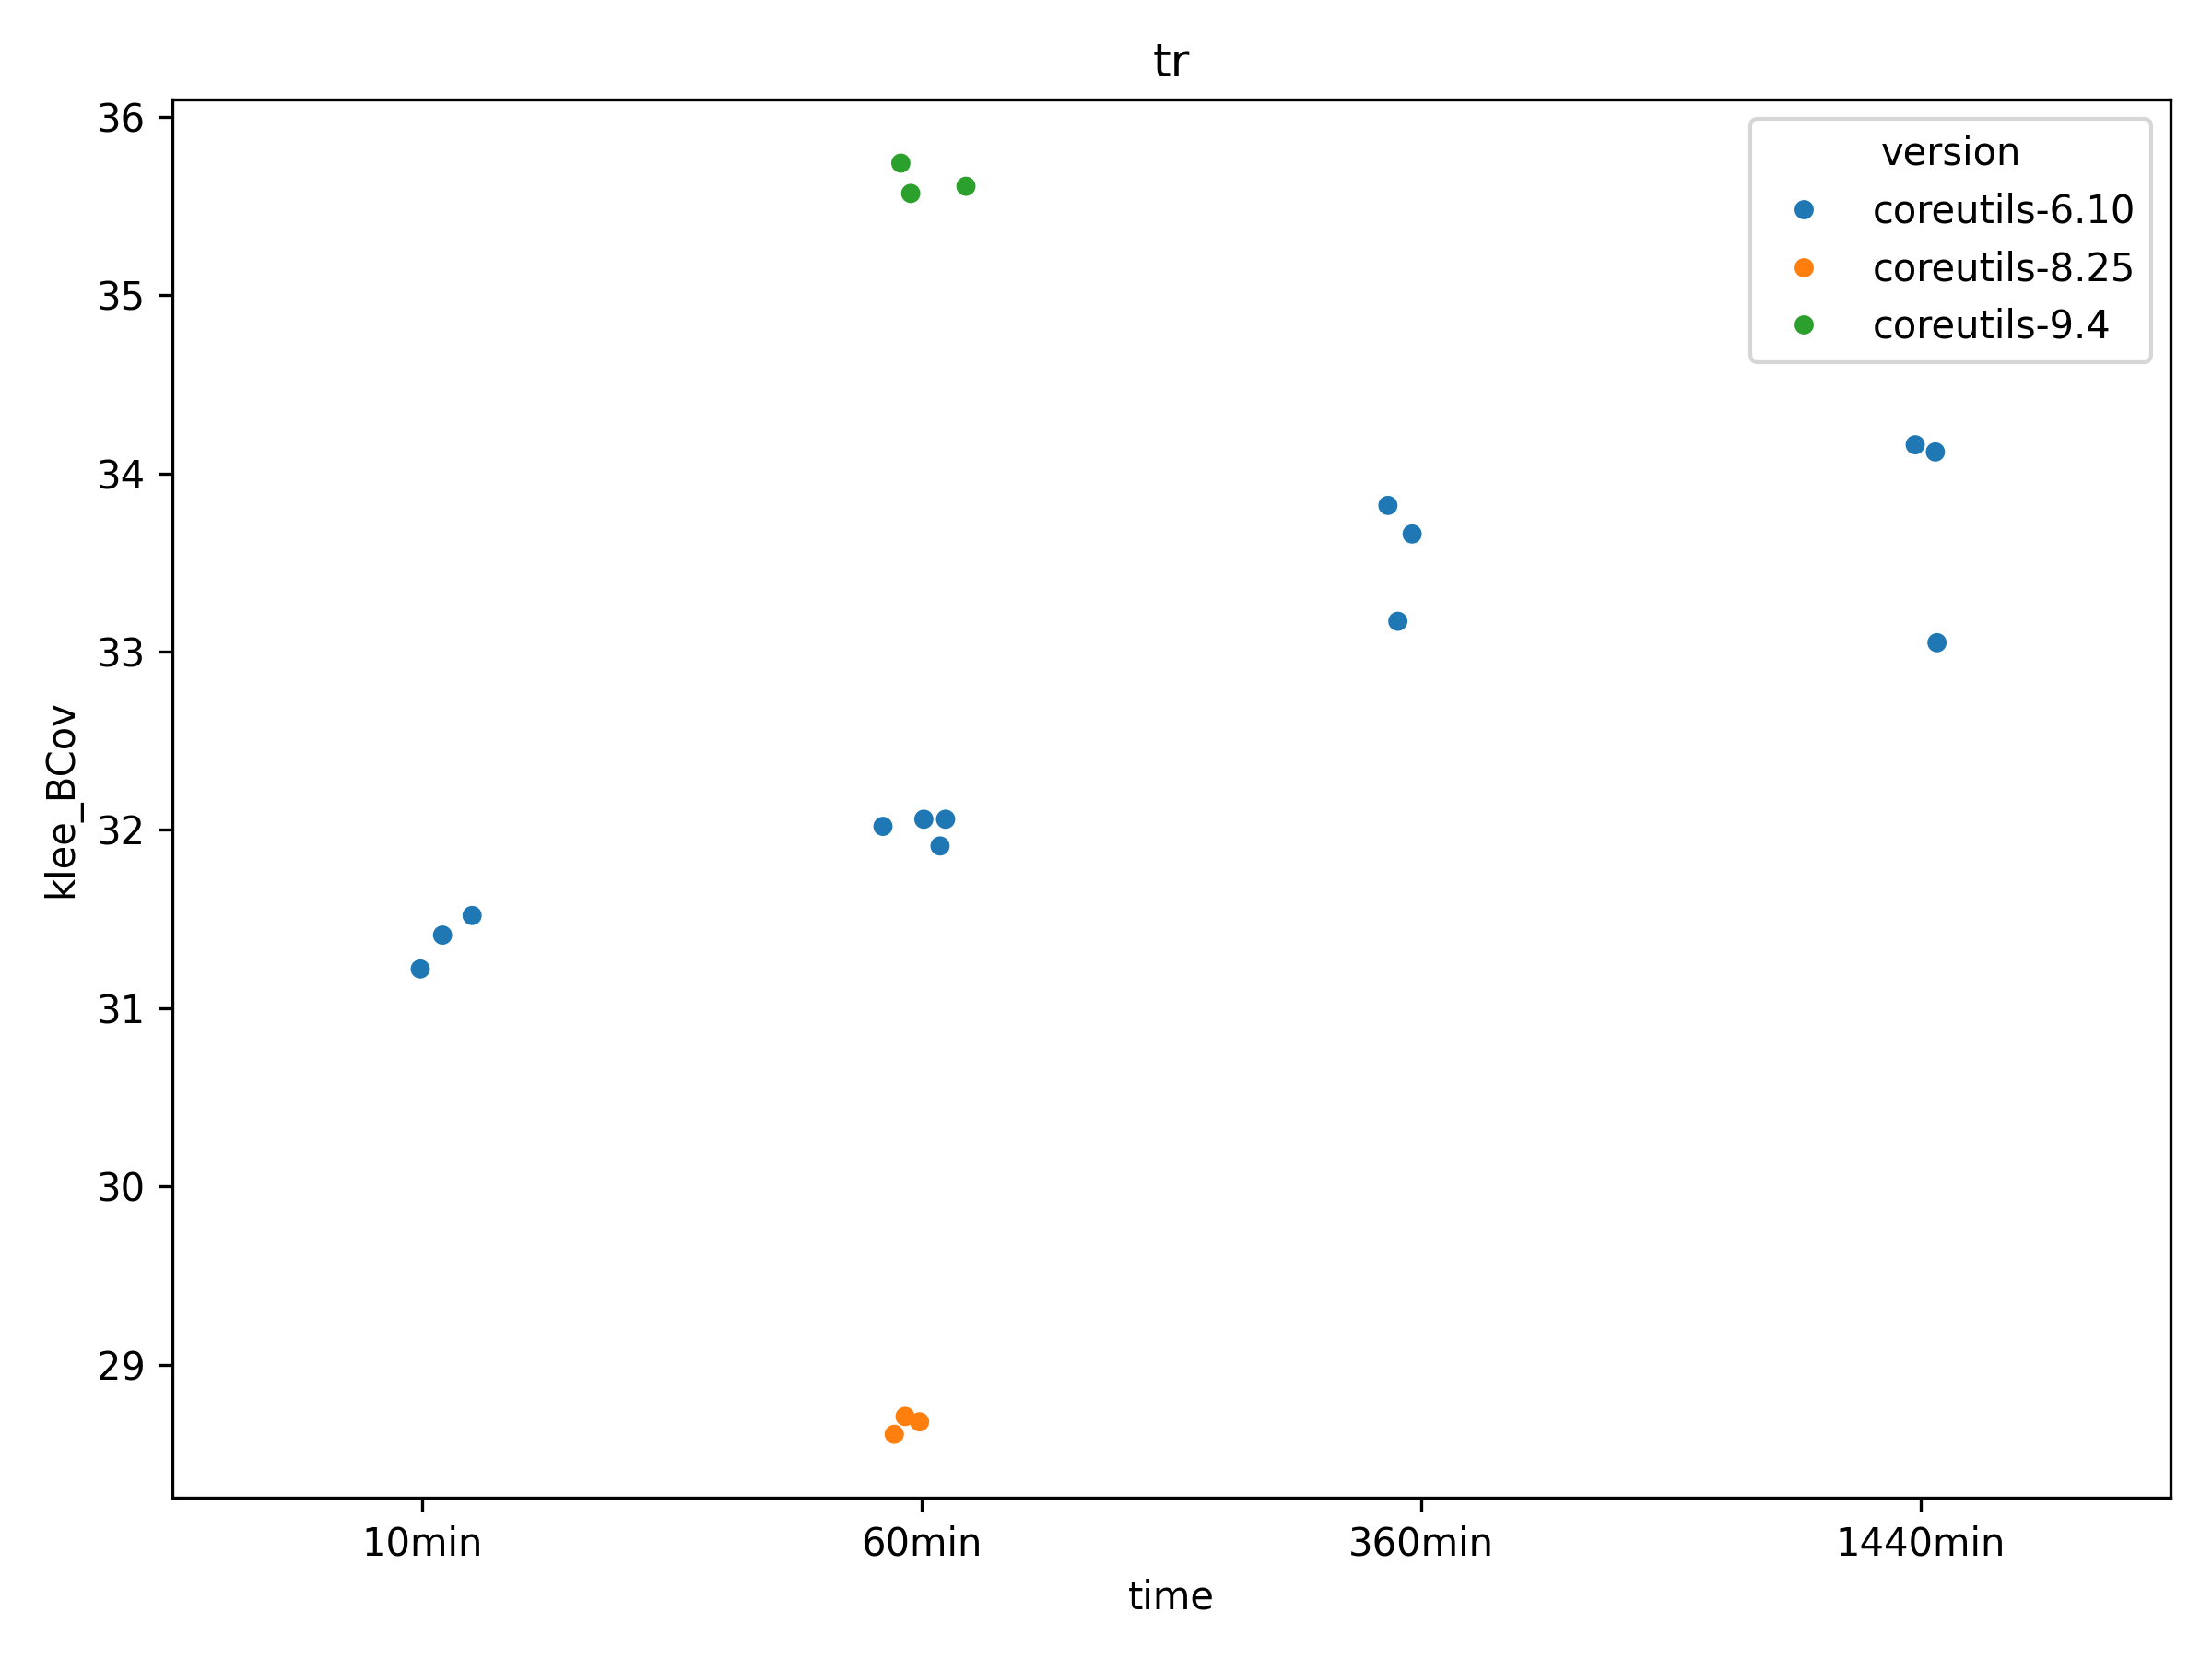 tr
klee_BCov
36
35
34
33
32
31
30
29
version
coreutils-6.10
coreutils-8.25
coreutils-9.4
10min
60min
360min
1440min
time